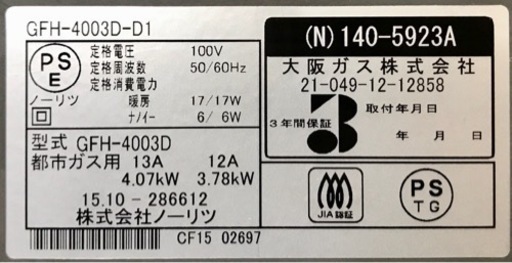 GFH-4003D-D1
PS
E
ノーリツ
定格電圧 100V
定格周波数 50/60Hz
定格消費電力
暖房 17/17W
ナノイー 6/6W
型式 GFH-4003D
都市ガス用 13A 12A
4.07kW 3.78kW
15.10-286612
株式会社ノーリツ
CF15 02697
(N) 140-5923A
大阪ガス株式会社
21-049-12-12858
3
3年間保証
取付年月日
年 月 日
JIA認証
PS
TG